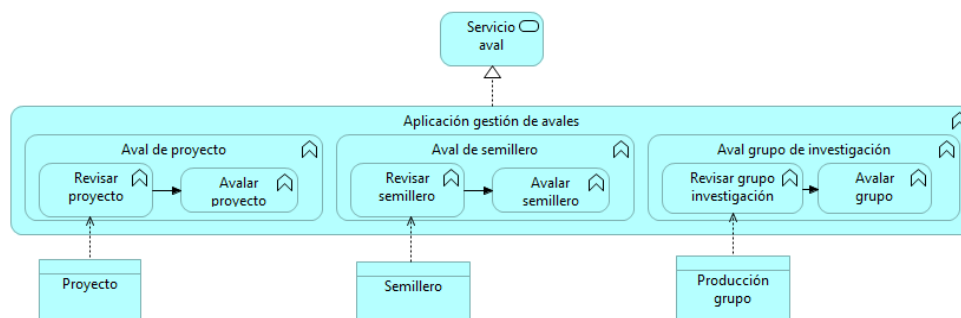 Servicio
aval
Aplicación gestión de avales
Aval de proyecto
Revisar
proyecto
Avalar
proyecto
Aval de semillero
Revisar
semillero
Avalar
semillero
Aval grupo de investigación
Revisar grupo
investigación
Avalar
grupo
Proyecto
Semillero
Producción
grupo